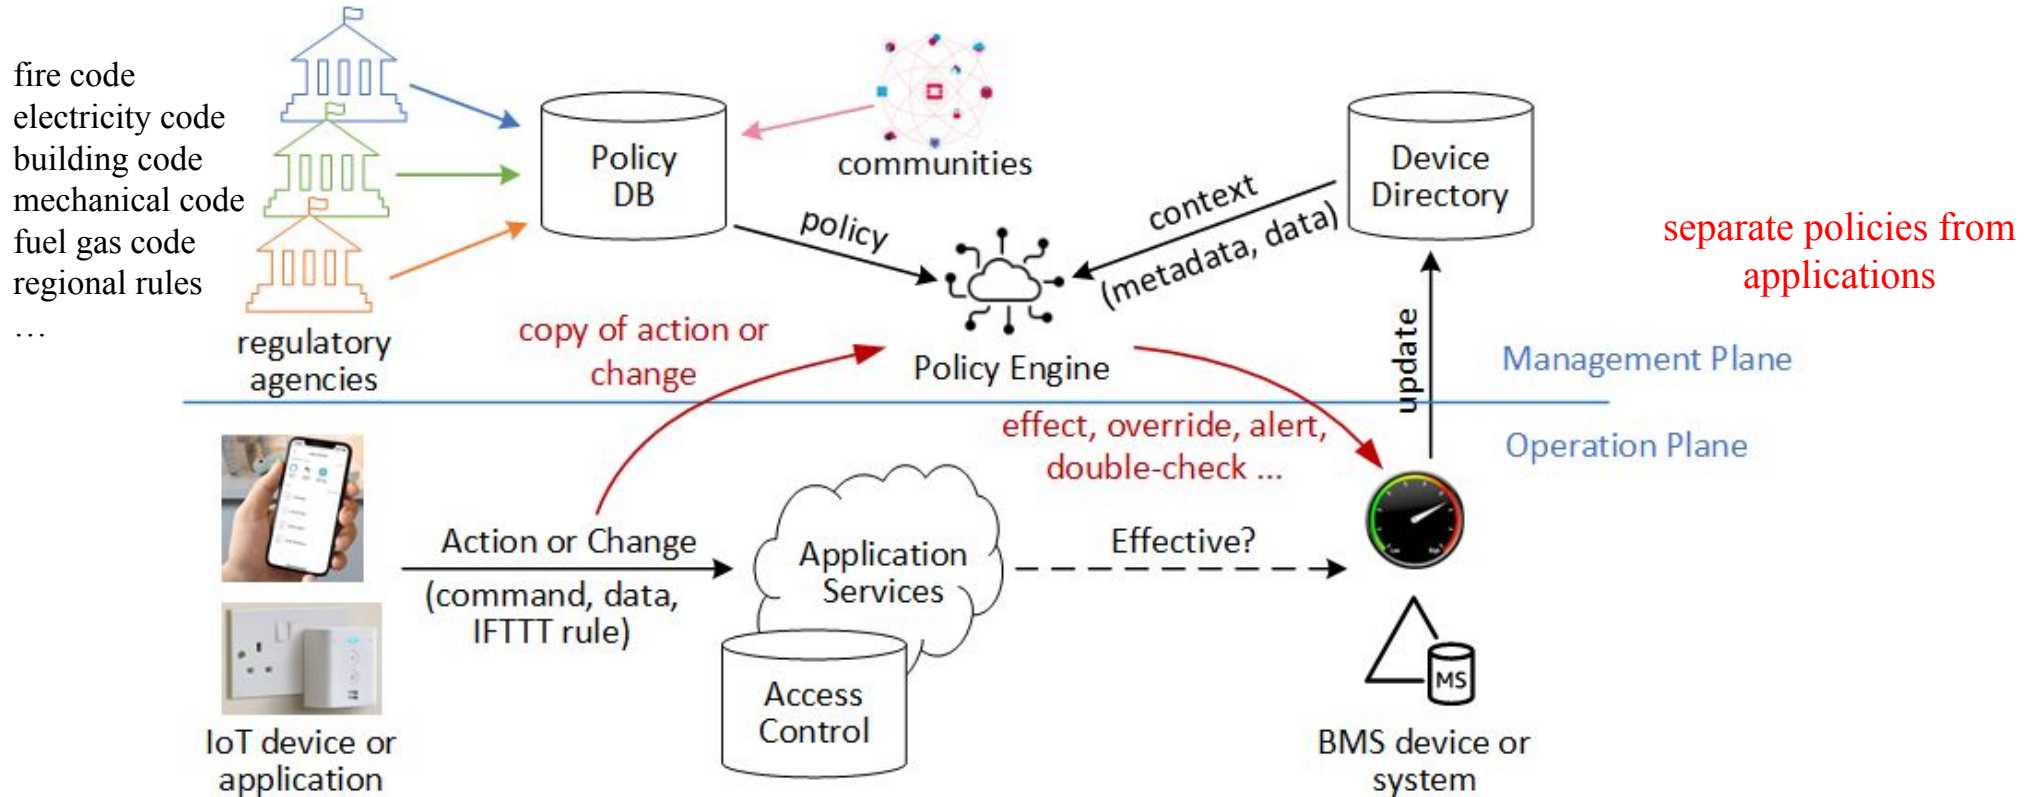 fire code
electricity code
building code
mechanical code
fuel gas code
regional rules
…
regulatory
agencies
Policy
DB
communities
Device
Directory
policy
context
(metadata, data)
separate policies from
applications
copy of action or
change
Policy Engine
update
Management Plane
Operation Plane
effect, override, alert,
double-check ...
Action or Change
(command, data,
IFTTT rule)
Application
Services
Effective?
Access
Control
MS
IoT device or
application
BMS device or
system